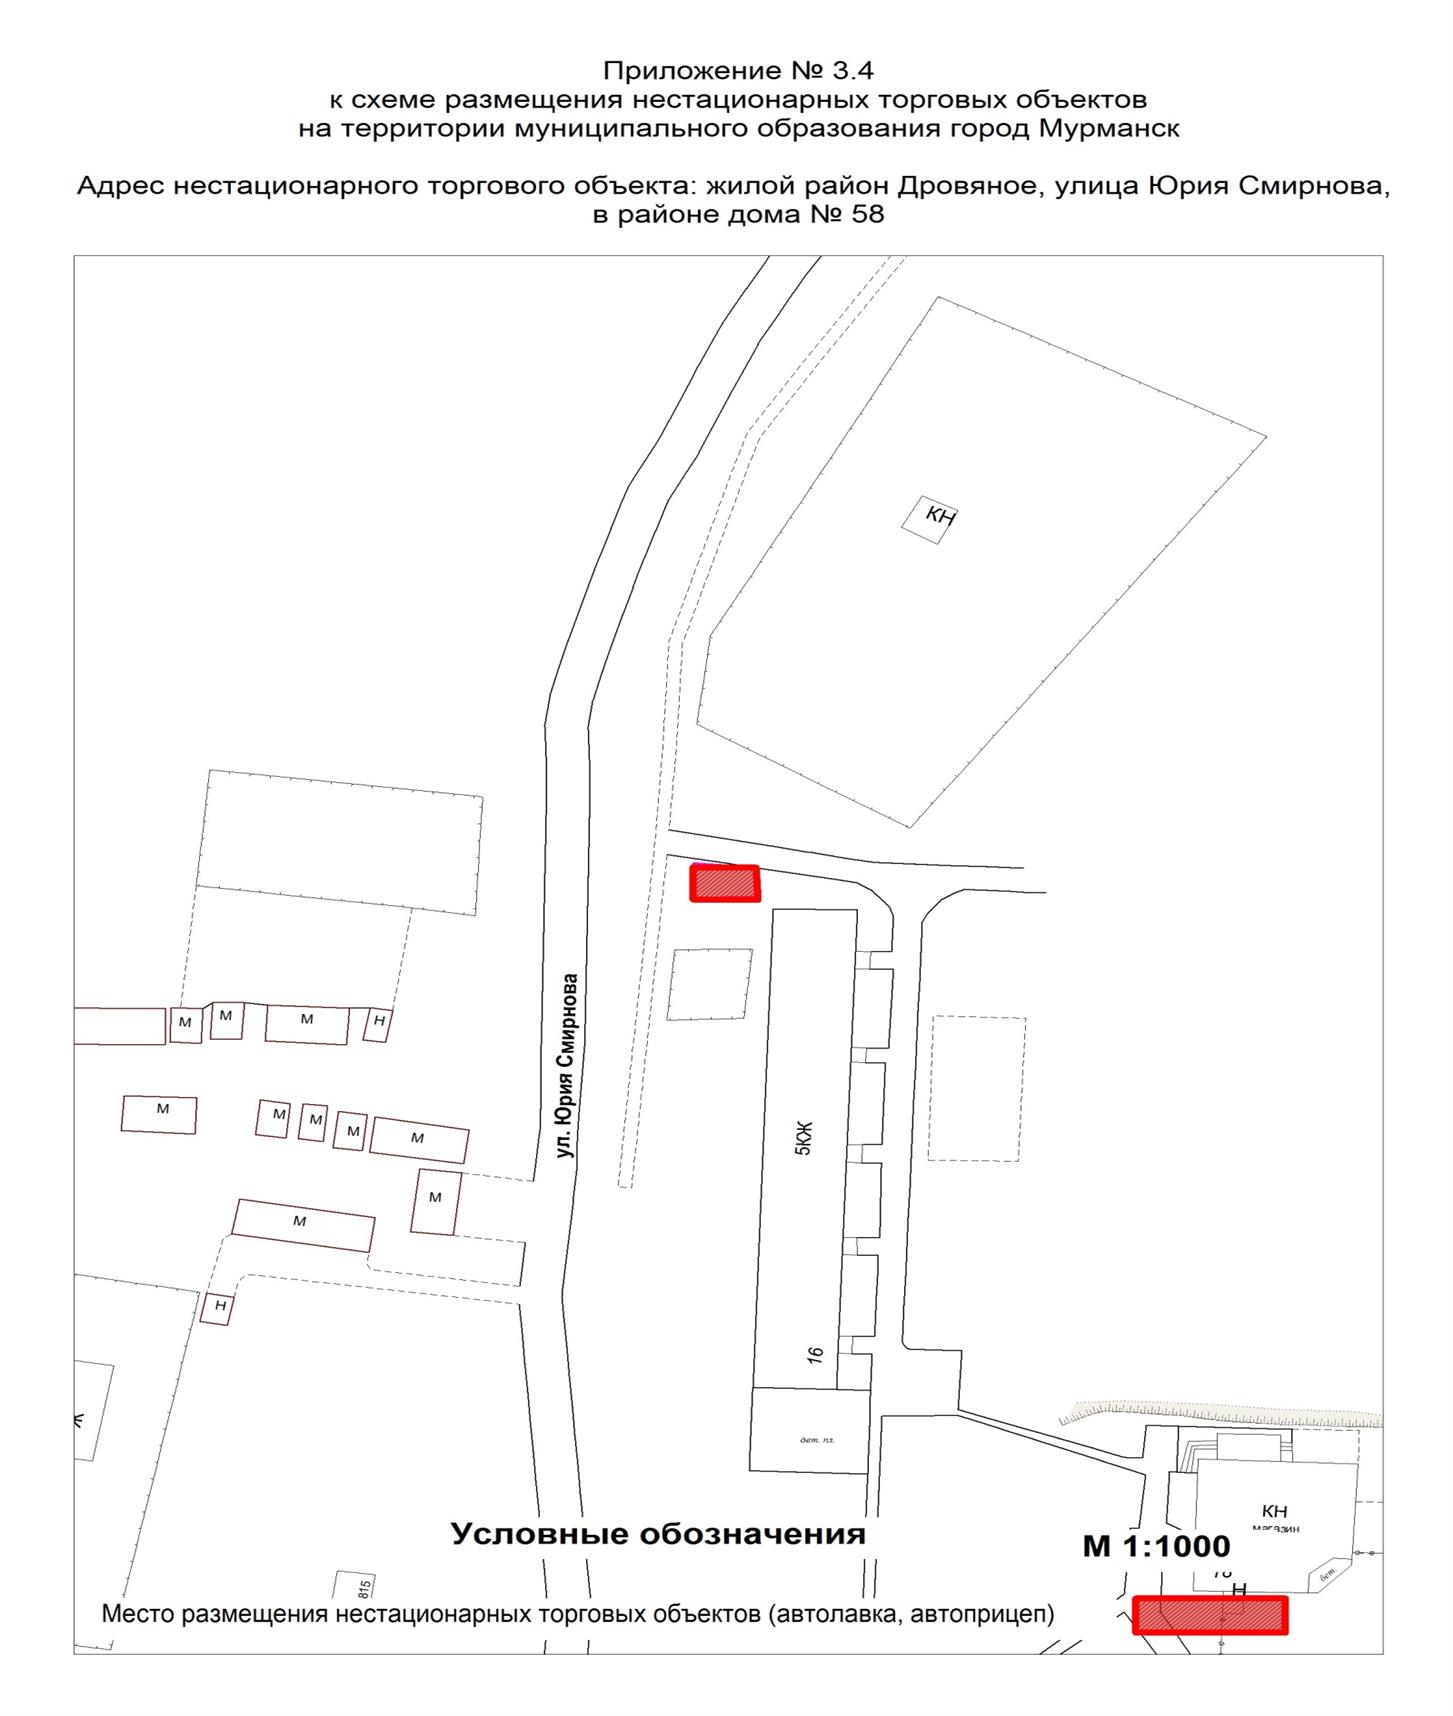 Приложение № 3.4
к схеме размещения нестационарных торговых объектов
на территории муниципального образования город Мурманск
Адрес нестационарного торгового объекта: жилой район Дровяное, улица Юрия Смирнова,
в районе дома № 58
КН
ул. Юрия Смирнова
М
М
М
Н
М
М
М
М
М
М
М
Н
5КЖ
16
дет. пл.
Ж
КН
магазин
дет.
Н
815
Условные обозначения
М 1:1000
Место размещения нестационарных торговых объектов (автолавка, автоприцеп)